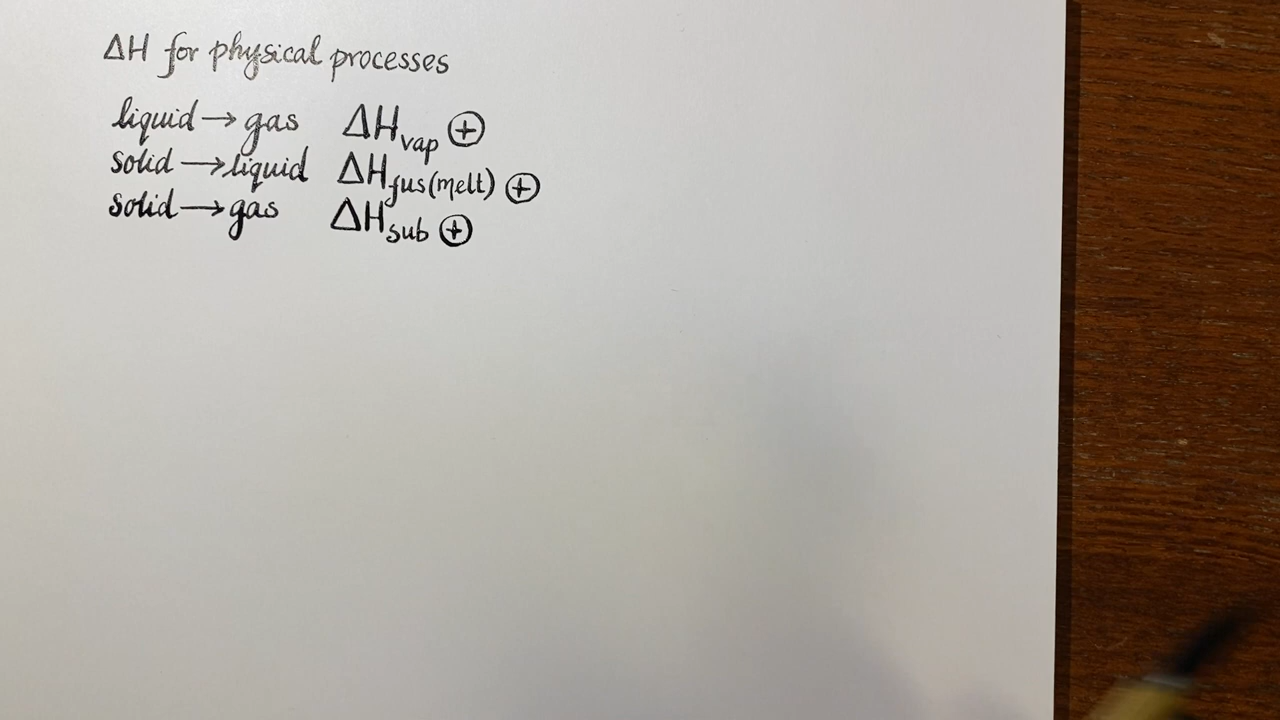 ΔH for physical processes
liquid → gas ΔHvap ⊕
solid → liquid ΔHfus(melt) ⊕
solid → gas ΔHsub ⊕